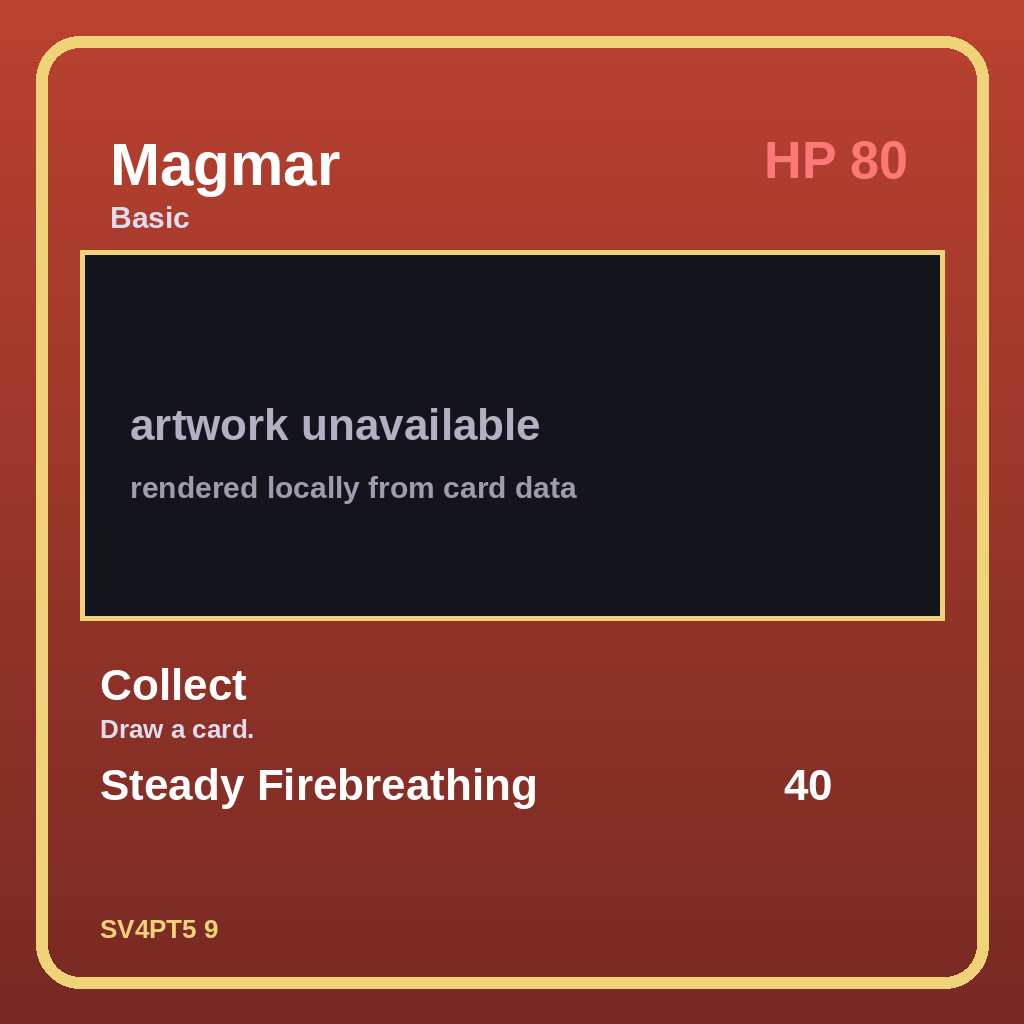 Magmar
HP 80
Basic
artwork unavailable
rendered locally from card data
Collect
Draw a card.
Steady Firebreathing 40
SV4PT5 9